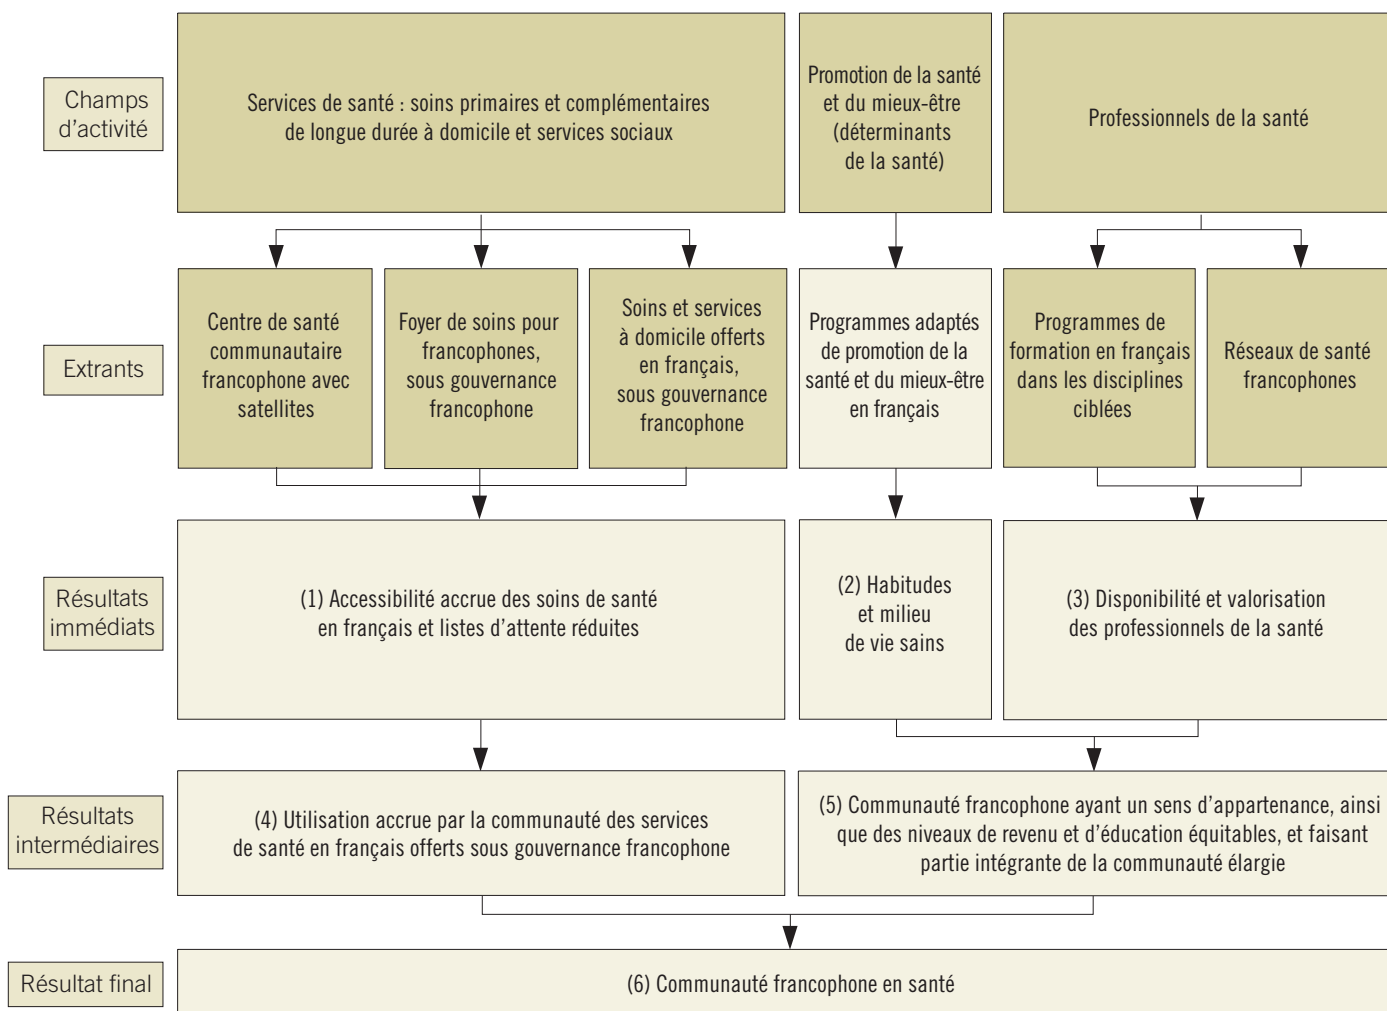 Champs
d'activité
Services de santé : soins primaires et complémentaires
de longue durée à domicile et services sociaux
Promotion de la santé
et du mieux-être
(déterminants
de la santé)
Professionnels de la santé
Extrants
Centre de santé
communautaire
francophone avec
satellites
Foyer de soins pour
francophones,
sous gouvernance
francophone
Soins et services
à domicile offerts
en français,
sous gouvernance
francophone
Programmes adaptés
de promotion de la
santé et du mieux-être
en français
Programmes de
formation en français
dans les disciplines
ciblées
Réseaux de santé
francophones
Résultats
immédiats
(1) Accessibilité accrue des soins de santé
en français et listes d'attente réduites
(2) Habitudes
et milieu
de vie sains
(3) Disponibilité et valorisation
des professionnels de la santé
Résultats
intermédiaires
(4) Utilisation accrue par la communauté des services
de santé en français offerts sous gouvernance francophone
(5) Communauté francophone ayant un sens d'appartenance, ainsi
que des niveaux de revenu et d'éducation équitables, et faisant
partie intégrante de la communauté élargie
Résultat final
(6) Communauté francophone en santé